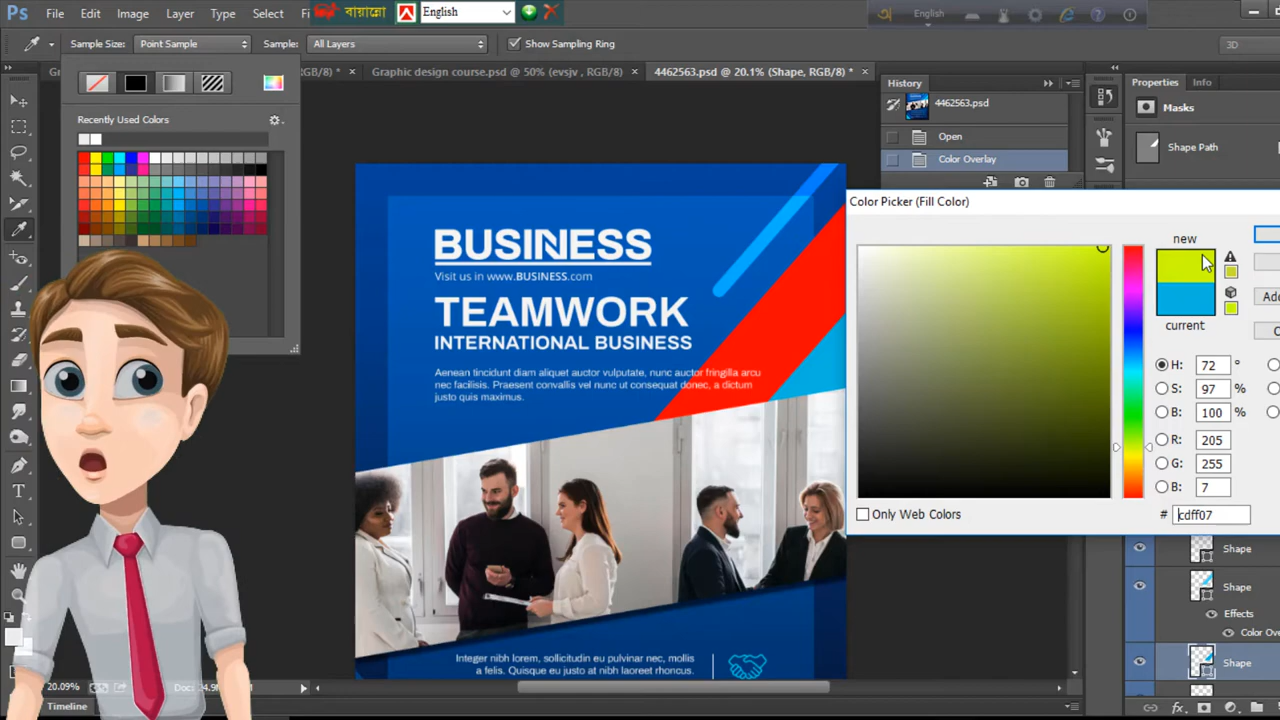 Ps File Edit Image Layer Type Select
বায়ান্নো English
English
Sample Size: Point Sample Sample: All Layers Show Sampling Ring
3D
RGB/8) * × Graphic design course.psd @ 50% (evsjv , RGB/8) × 4462563.psd @ 20.1% (Shape, RGB/8) * ×
History
4462563.psd
Open
Color Overlay
Properties Info
Masks
Shape Path
Recently Used Colors
Color Picker (Fill Color)
new
current
H: 72 °
S: 97 %
B: 100 %
R: 205
G: 255
B: 7
# cdff07
Only Web Colors
BUSINESS
Visit us in www.BUSINESS.com
TEAMWORK
INTERNATIONAL BUSINESS
Aenean tincidunt diam aliquet auctor vulputate, nunc auctor fringilla arcu
nec facilisis. Praesent convallis vel nunc ut consequat donec, a dictum
justo quis maximus.
Integer nibh lorem, sollicitudin eu pulvinar nec, mollis
a felis. Quisque eu justo at nibh laoreet rhoncus.
Shape
Shape
Effects
Color Ove
Shape
20.09% Doc: 24.9
Timeline